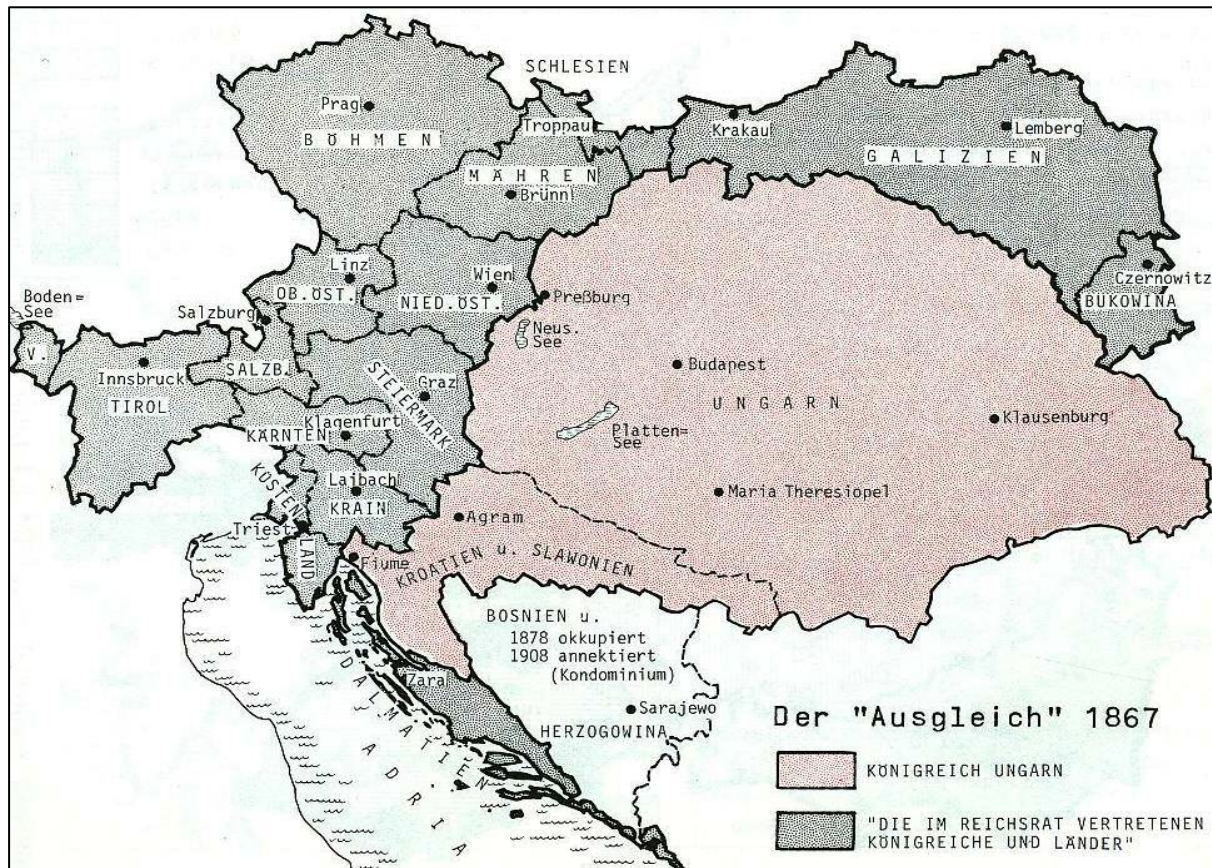 SCHLESIEN
Prag
BÖHMEN
Troppau
MÄHREN
Brünn
Krakau
Lemberg
GALIZIEN
Czernowitz
BUKOWINA
Linz
OB.ÖST.
Wien
NIED.ÖST.
Preßburg
Neus.
See
Boden=
See
Salzburg
V.
Innsbruck
TIROL
SALZB.
STEIERMARK
Graz
KÄRNTEN
Klagenfurt
Budapest
UNGARN
Platten=
See
Klausenburg
Maria Theresiopel
KÜSTEN
LAND
Laibach
KRAIN
Triest
Agram
Fiume
KROATIEN u. SLAWONIEN
BOSNIEN u.
1878 okkupiert
1908 annektiert
(Kondominium)
Sarajewo
HERZOGOWINA
Zara
DALMATIEN
ADRIA
Der "Ausgleich" 1867
KÖNIGREICH UNGARN
"DIE IM REICHSRAT VERTRETENEN
KÖNIGREICHE UND LÄNDER"